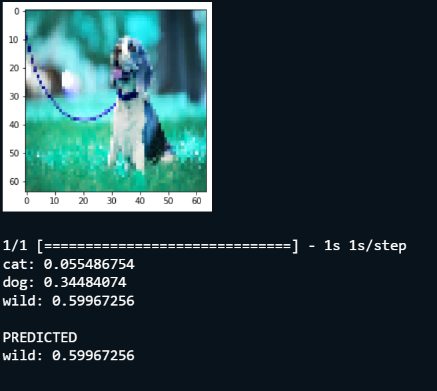 0
10
20
30
40
50
60
0 10 20 30 40 50 60
1/1 [==============================] - 1s 1s/step
cat: 0.055486754
dog: 0.34484074
wild: 0.59967256
PREDICTED
wild: 0.59967256